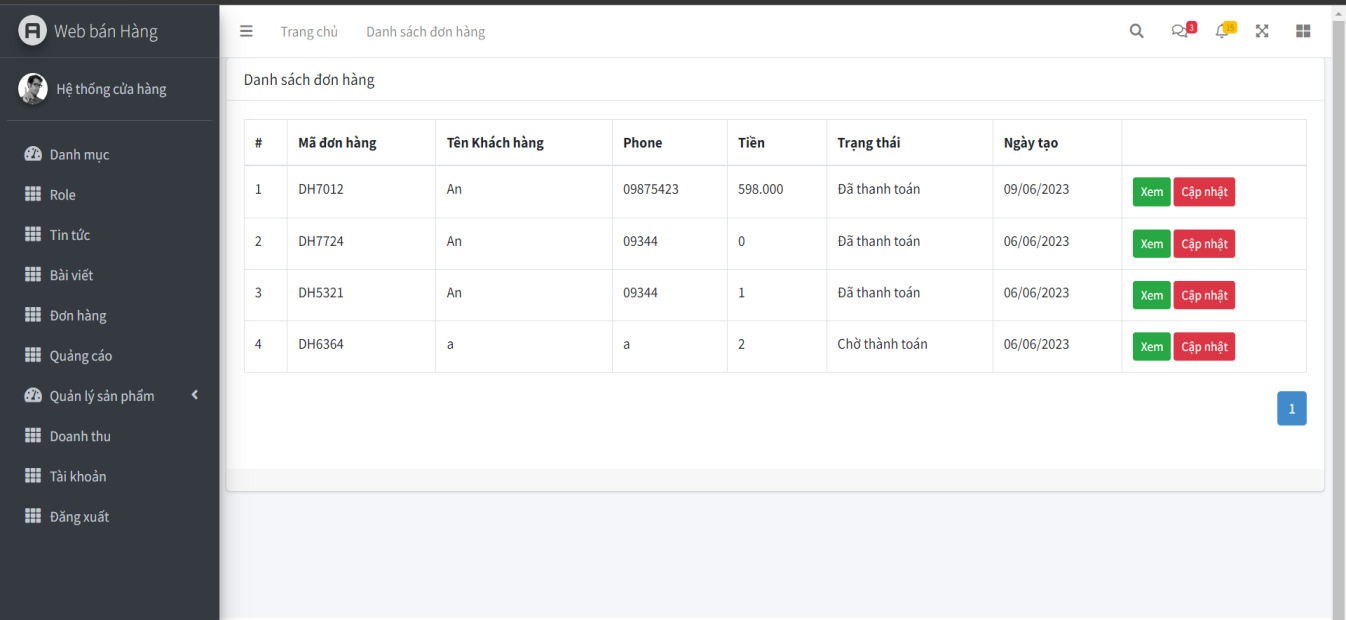 Web bán Hàng
Hệ thống cửa hàng
Danh mục
Role
Tin tức
Bài viết
Đơn hàng
Quảng cáo
Quản lý sản phẩm
Doanh thu
Tài khoản
Đăng xuất
Trang chủ Danh sách đơn hàng 3 15
Danh sách đơn hàng
# Mã đơn hàng Tên Khách hàng Phone Tiền Trạng thái Ngày tạo
1 DH7012 An 09875423 598.000 Đã thanh toán 09/06/2023 Xem Cập nhật
2 DH7724 An 09344 0 Đã thanh toán 06/06/2023 Xem Cập nhật
3 DH5321 An 09344 1 Đã thanh toán 06/06/2023 Xem Cập nhật
4 DH6364 a a 2 Chờ thành toán 06/06/2023 Xem Cập nhật
1